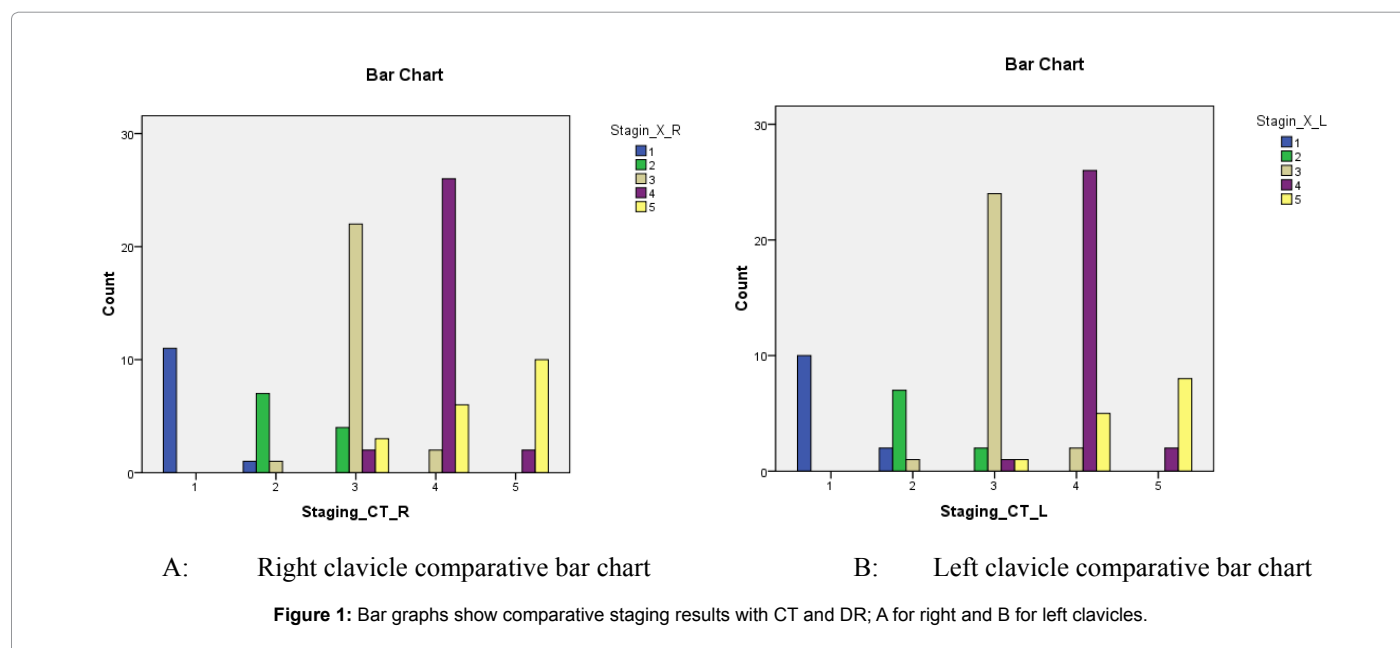 Bar Chart
30
20
10
0
Count
1
2
3
4
5
Staging_CT_R
Stagin_X_R
1
2
3
4
5
A: Right clavicle comparative bar chart
Bar Chart
30
20
10
0
Count
1
2
3
4
5
Staging_CT_L
Stagin_X_L
1
2
3
4
5
B: Left clavicle comparative bar chart
Figure 1: Bar graphs show comparative staging results with CT and DR; A for right and B for left clavicles.